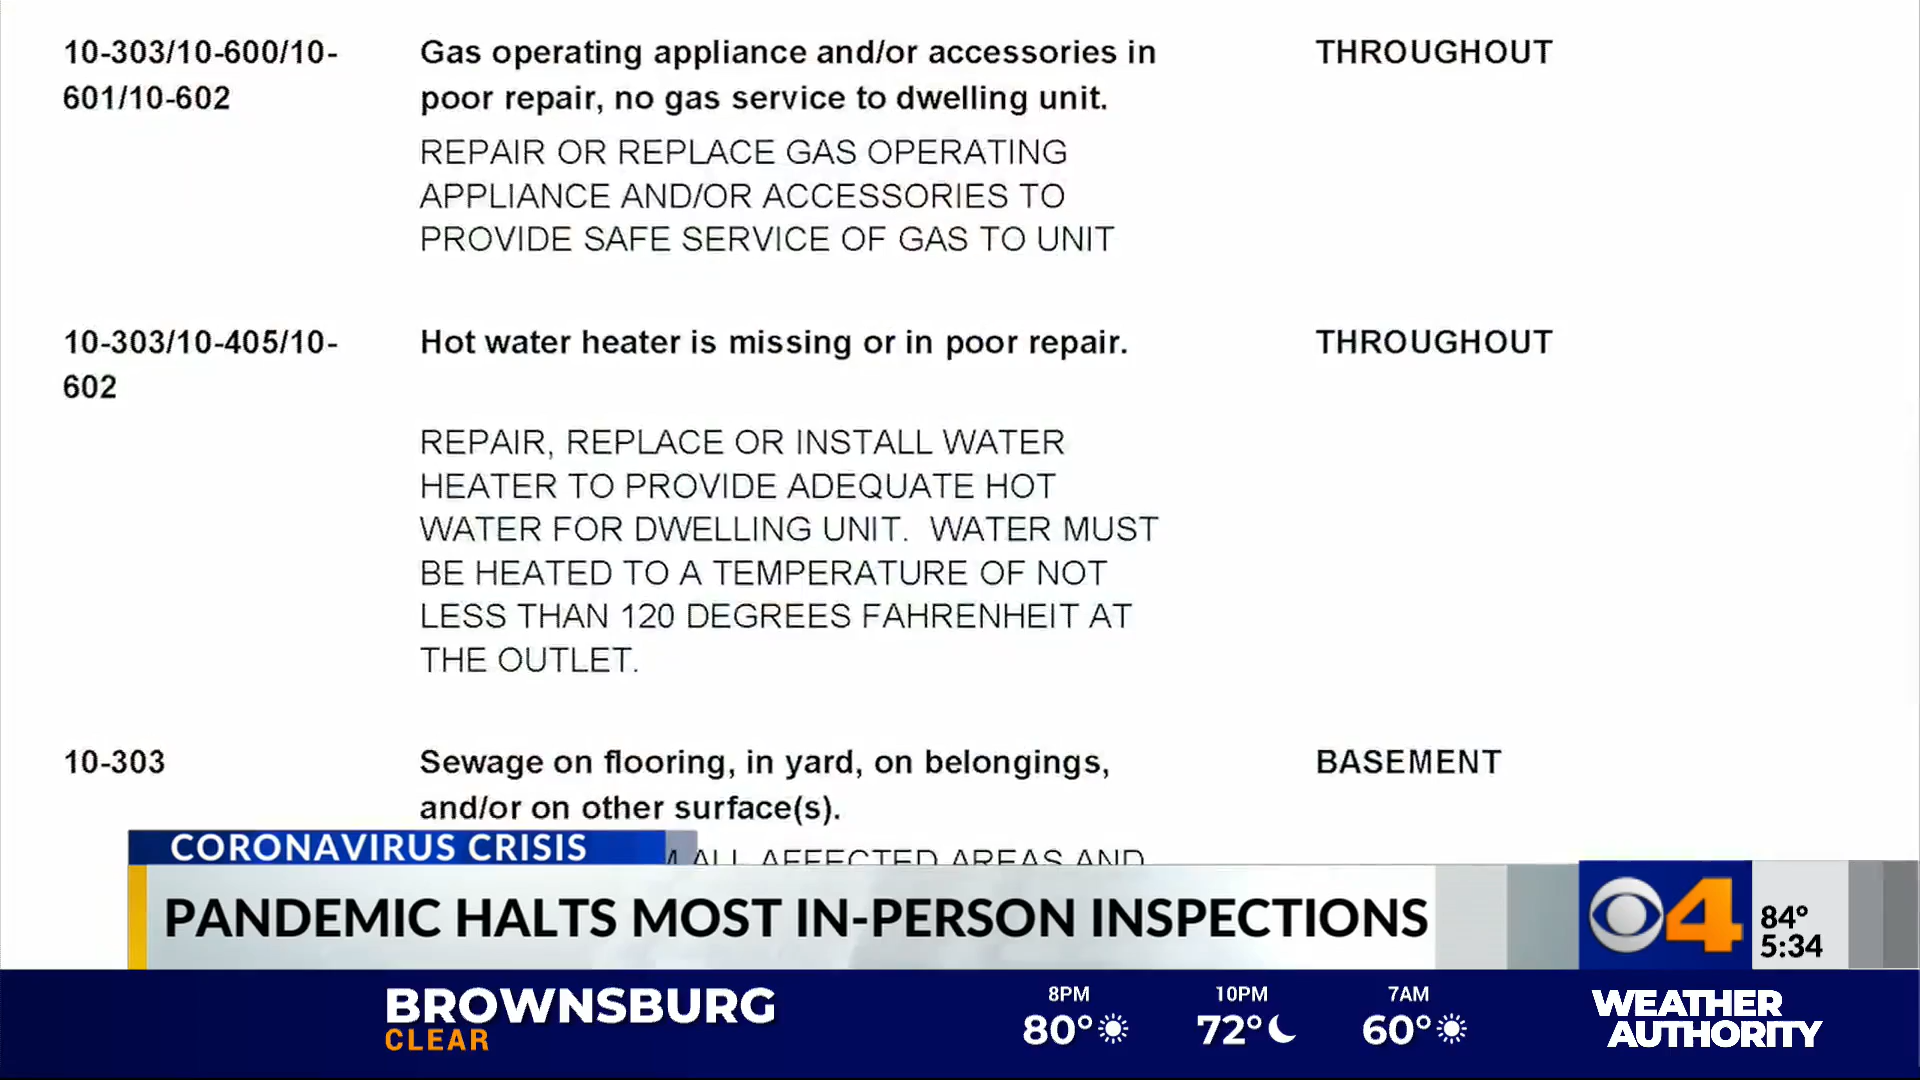 10-303/10-600/10-
601/10-602
Gas operating appliance and/or accessories in
poor repair, no gas service to dwelling unit.
THROUGHOUT
REPAIR OR REPLACE GAS OPERATING
APPLIANCE AND/OR ACCESSORIES TO
PROVIDE SAFE SERVICE OF GAS TO UNIT
10-303/10-405/10-
602
Hot water heater is missing or in poor repair.
THROUGHOUT
REPAIR, REPLACE OR INSTALL WATER
HEATER TO PROVIDE ADEQUATE HOT
WATER FOR DWELLING UNIT.  WATER MUST
BE HEATED TO A TEMPERATURE OF NOT
LESS THAN 120 DEGREES FAHRENHEIT AT
THE OUTLET.
10-303
Sewage on flooring, in yard, on belongings,
and/or on other surface(s).
BASEMENT
ALL AFFECTED AREAS AND
CORONAVIRUS CRISIS
PANDEMIC HALTS MOST IN-PERSON INSPECTIONS
4
84°
5:34
BROWNSBURG
CLEAR
8PM
80°
10PM
72°
7AM
60°
WEATHER
AUTHORITY